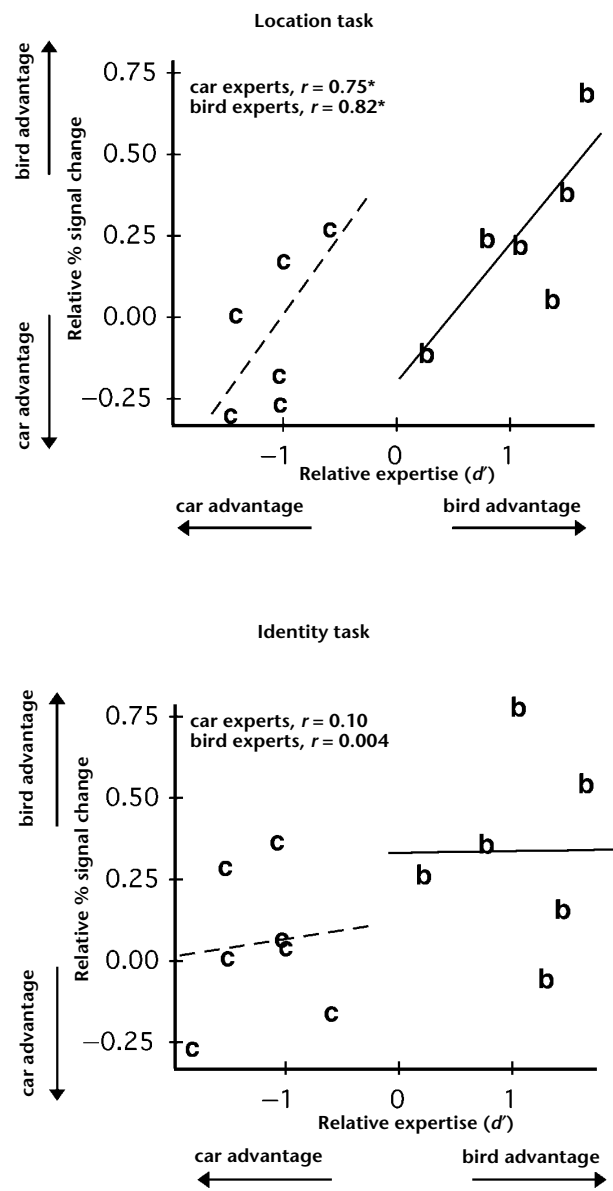 Location task
bird advantage
car advantage
Relative % signal change
0.75
0.50
0.25
0.00
−0.25
car experts, r = 0.75*
bird experts, r = 0.82*
b
b
c
b
b
c
c
b
b
c
c
c
−1 0 1
Relative expertise (d′)
car advantage bird advantage
Identity task
bird advantage
car advantage
Relative % signal change
0.75
0.50
0.25
0.00
−0.25
car experts, r = 0.10
bird experts, r = 0.004
b
b
c
b
c
b
b
c
c
c
b
c
c
−1 0 1
Relative expertise (d′)
car advantage bird advantage